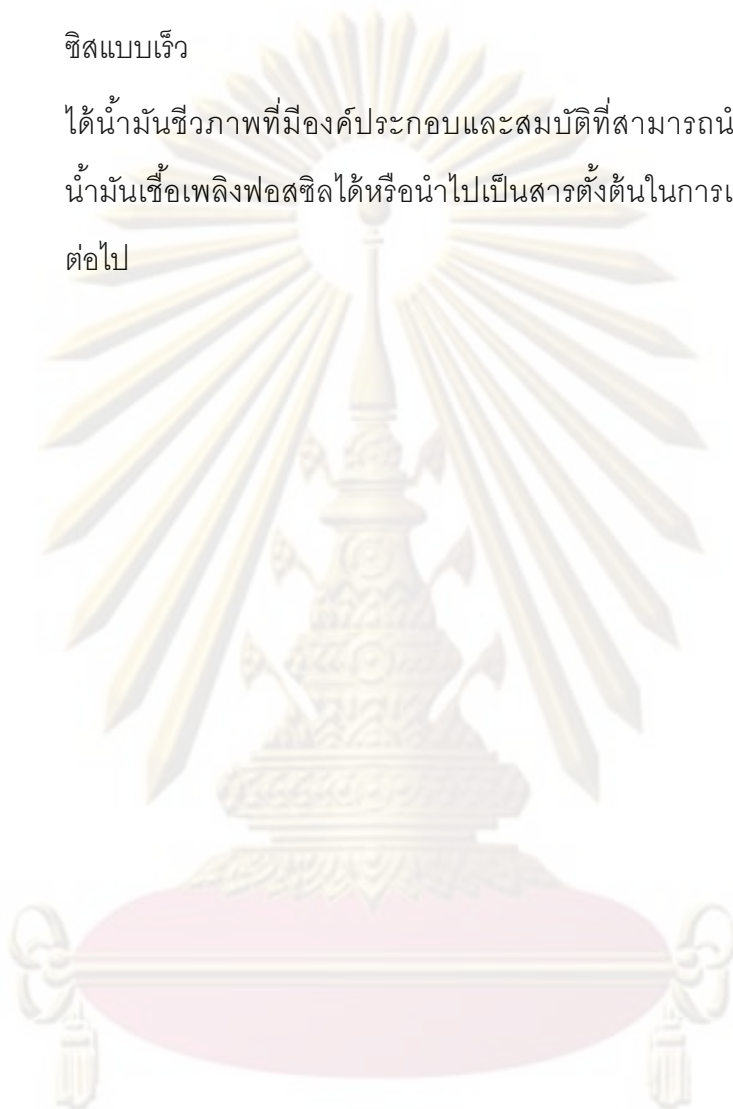 ซิสแบบเร็ว
ได้น้ำมันชีวภาพที่มีองค์ประกอบและสมบัติที่สามารถนำ
น้ำมันเชื้อเพลิงฟอสซิลได้หรือนำไปเป็นสารตั้งต้นในการเ
ต่อไป